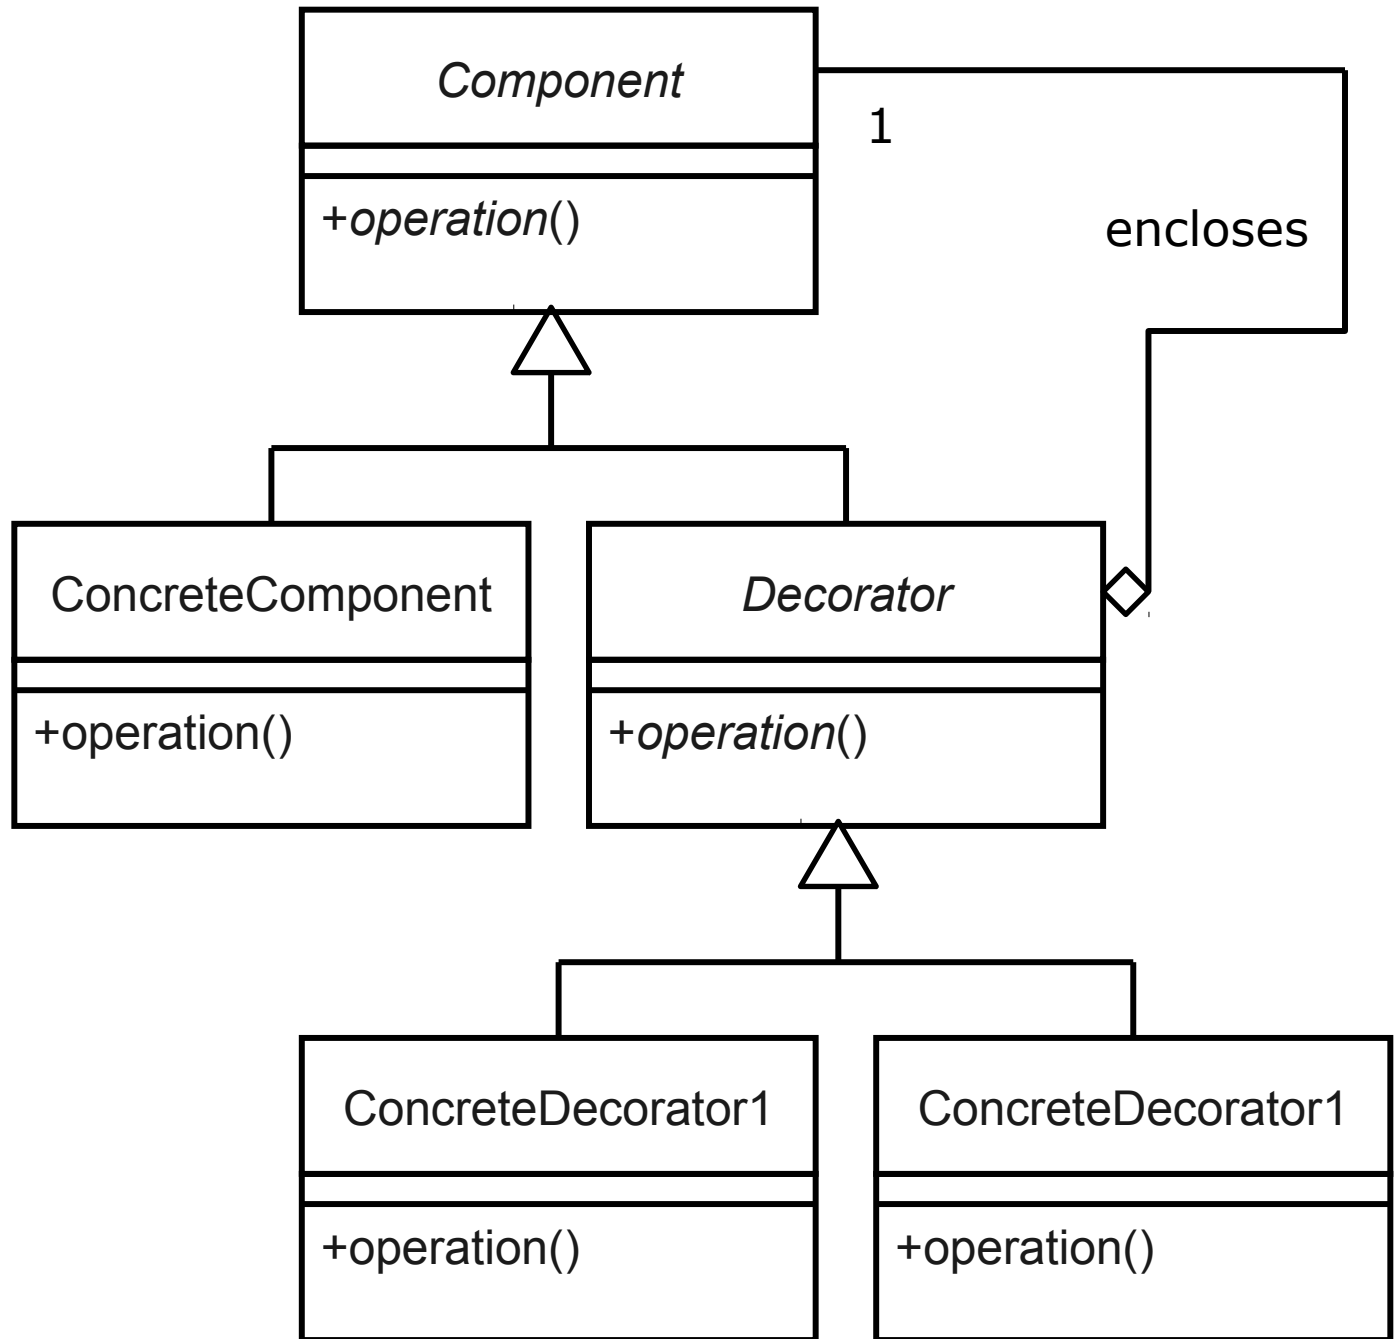 Component
1
+operation()
encloses
ConcreteComponent
Decorator
+operation()
+operation()
ConcreteDecorator1
ConcreteDecorator1
+operation()
+operation()